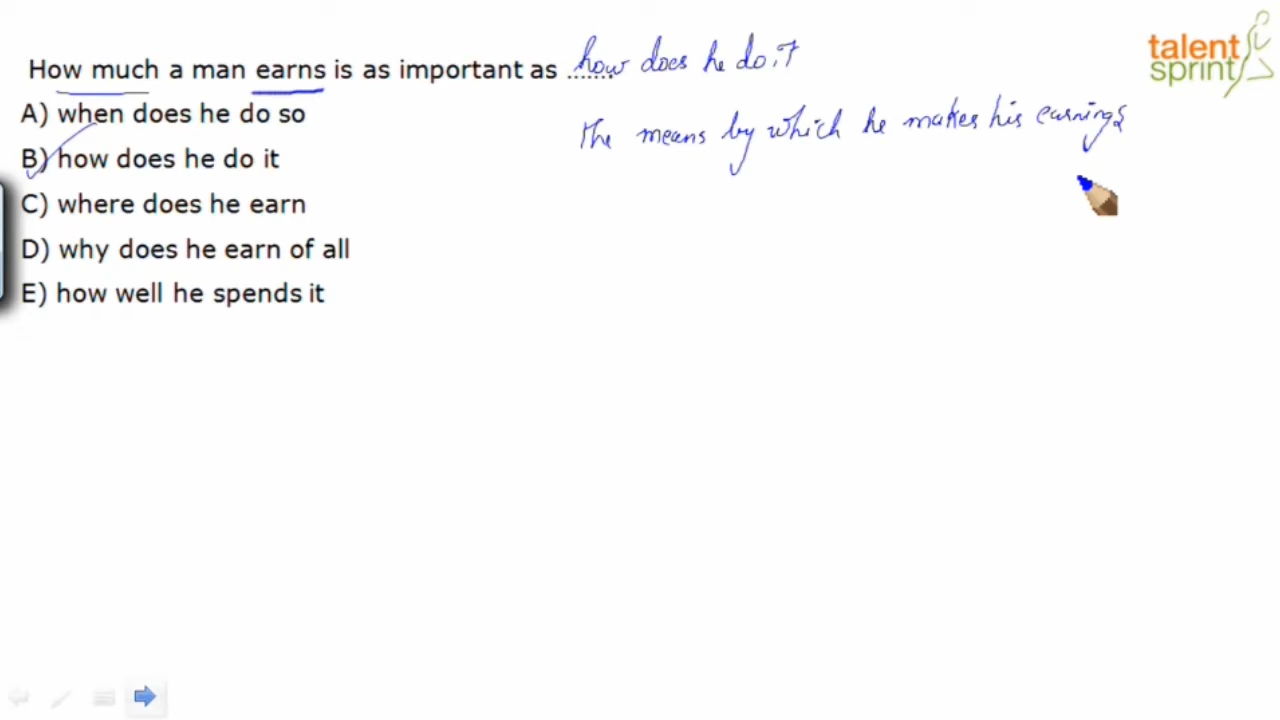 How much a man earns is as important as ....... how does he do it
A) when does he do so
the means by which he makes his earnings
B) how does he do it
C) where does he earn
D) why does he earn of all
E) how well he spends it
talent
sprint